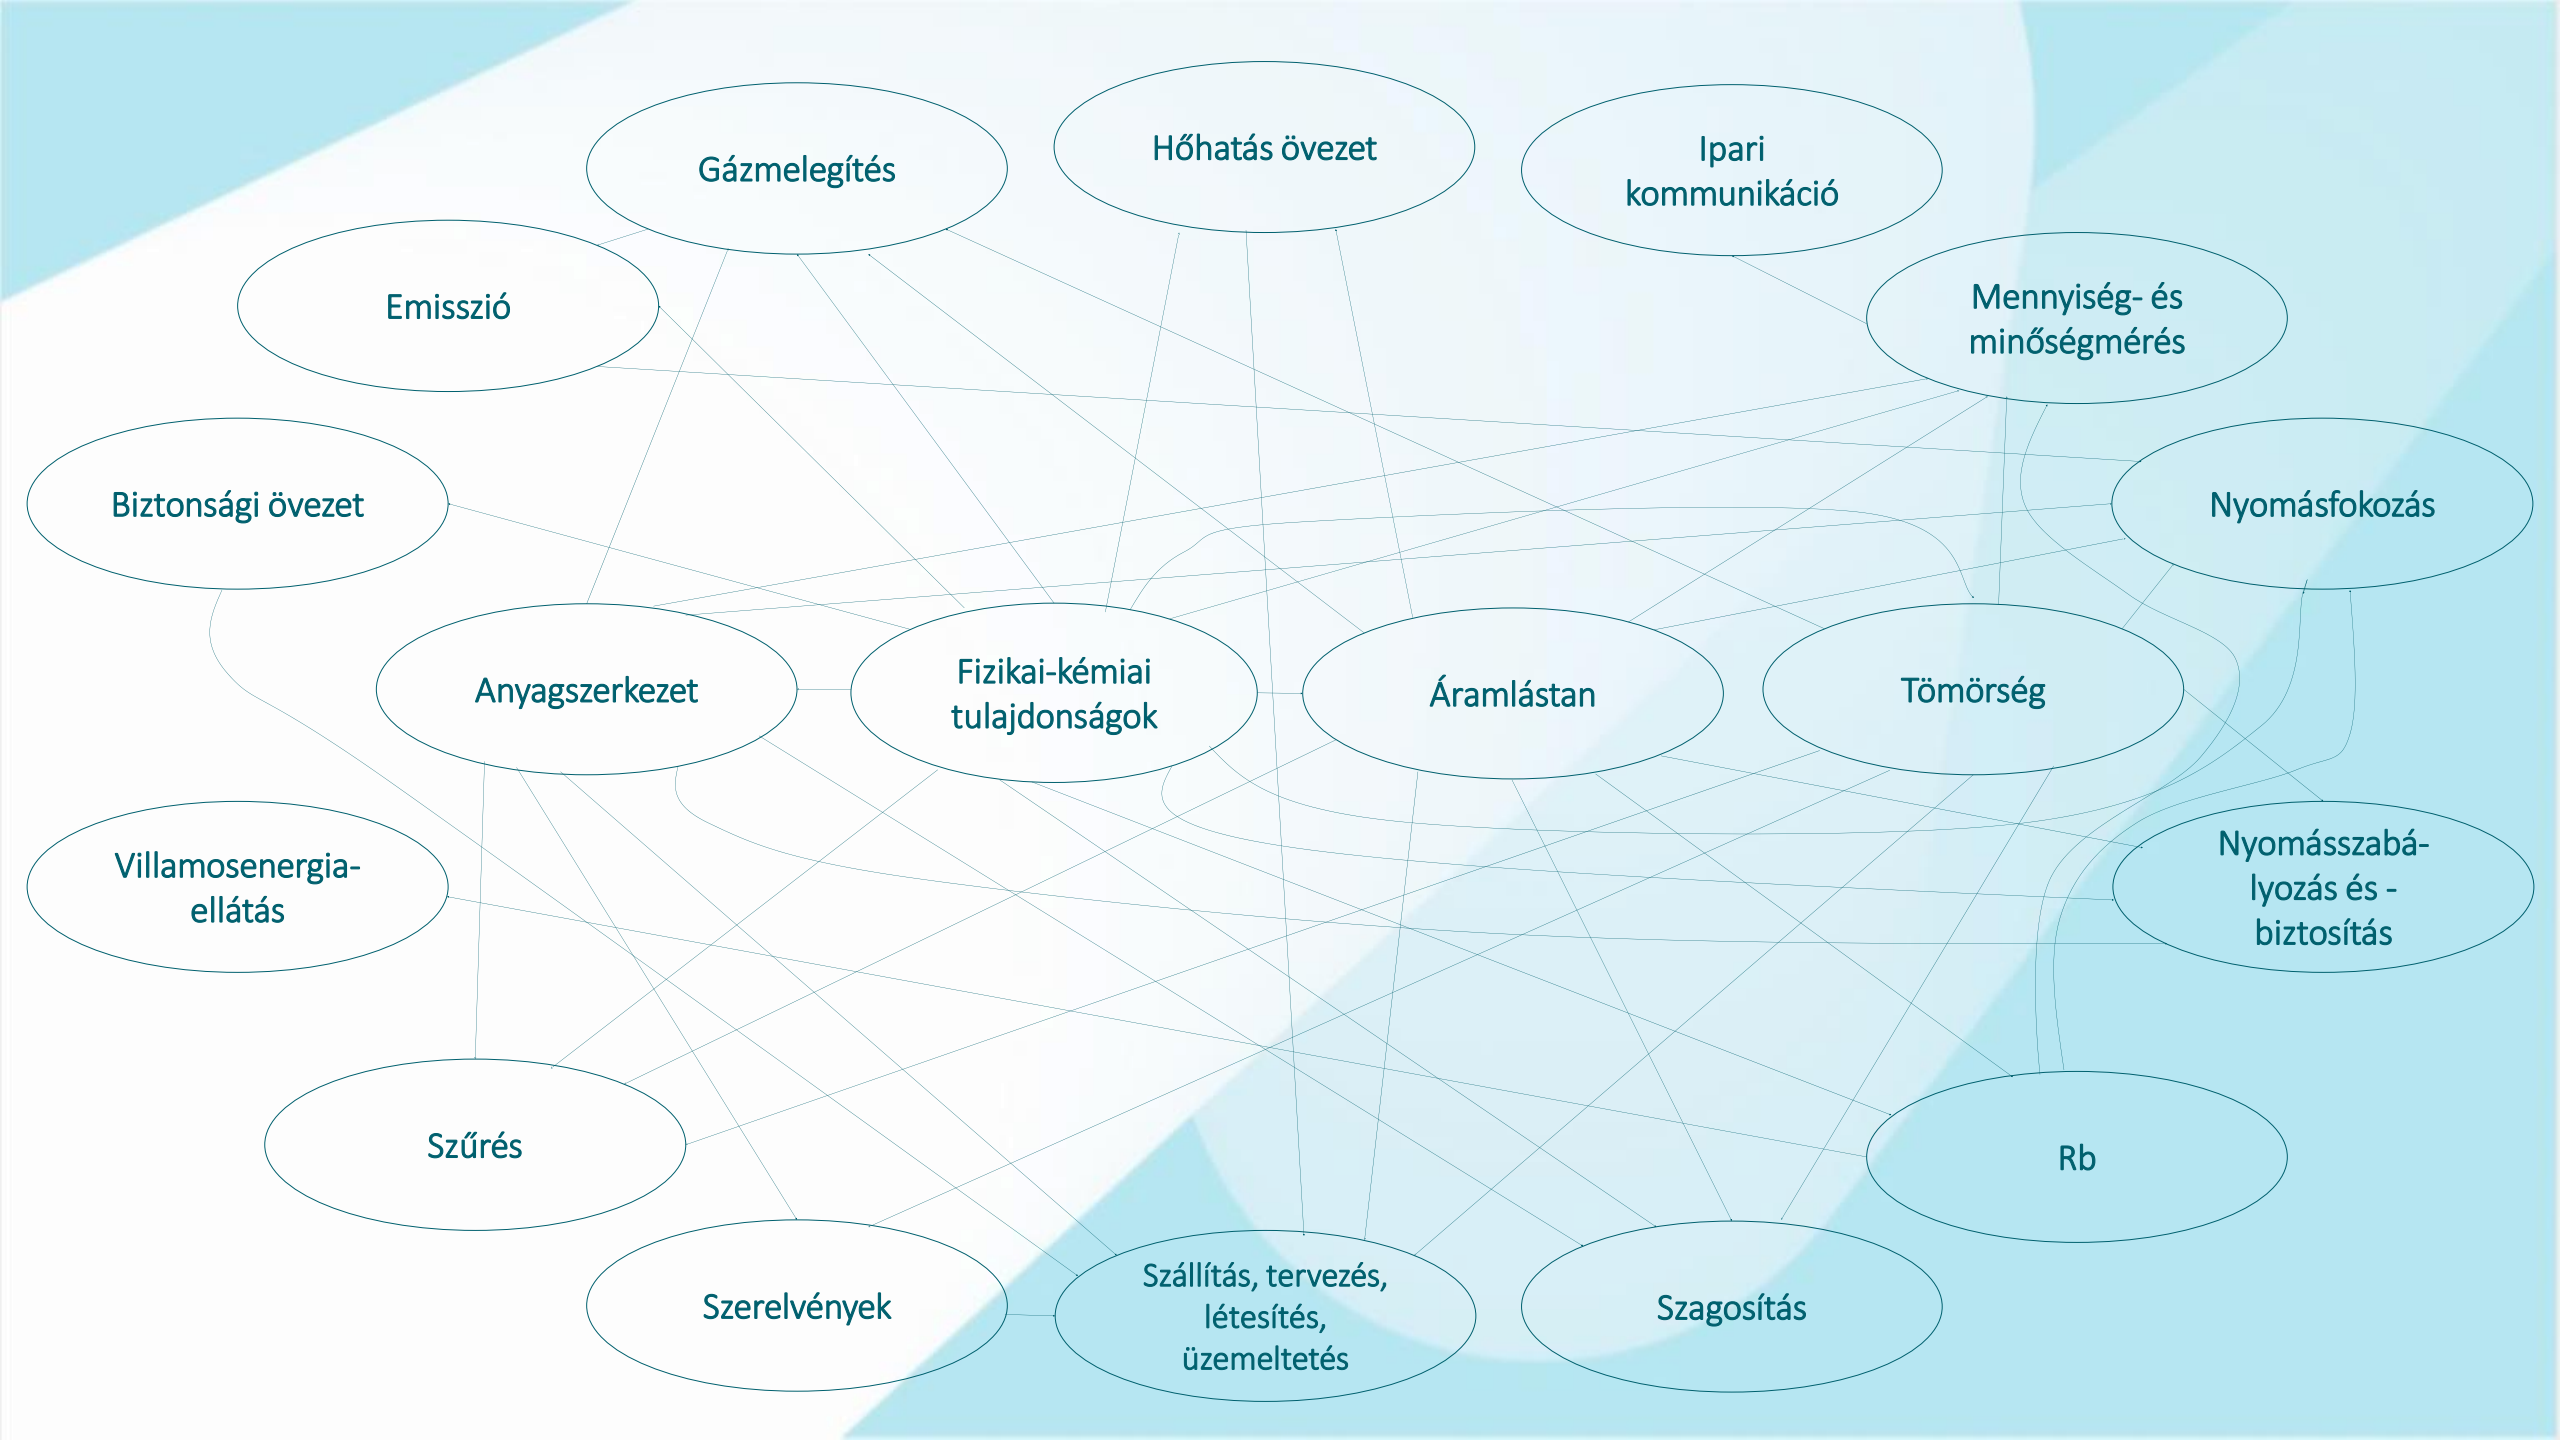 Hőhatás övezet
Gázmelegítés
Ipari
kommunikáció
Emisszió
Mennyiség- és
minőségmérés
Biztonsági övezet
Nyomásfokozás
Anyagszerkezet
Fizikai-kémiai
tulajdonságok
Áramlástan
Tömörség
Villamosenergia-
ellátás
Nyomásszabá-
lyozás és -
biztosítás
Szűrés
Rb
Szerelvények
Szállítás, tervezés,
létesítés,
üzemeltetés
Szagosítás